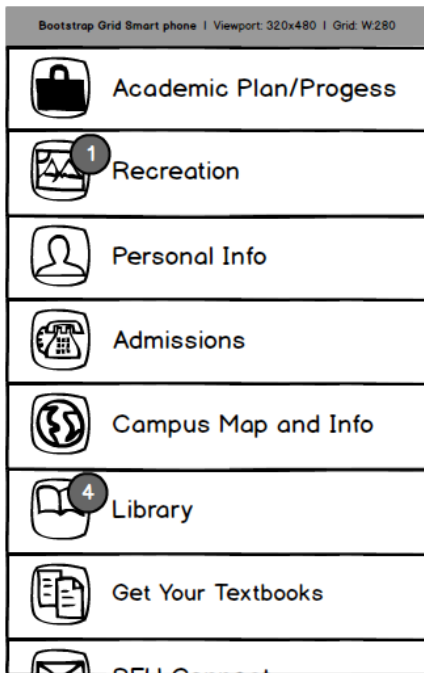 Bootstrap Grid Smart phone | Viewport: 320x480 | Grid: W:280
Academic Plan/Progess
1
Recreation
Personal Info
Admissions
Campus Map and Info
4
Library
Get Your Textbooks